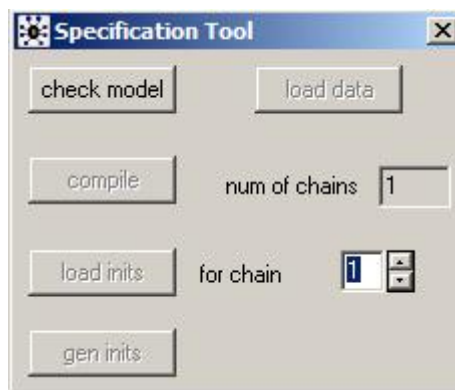 Specification Tool
check model load data
compile num of chains 1
load inits for chain 1
gen inits